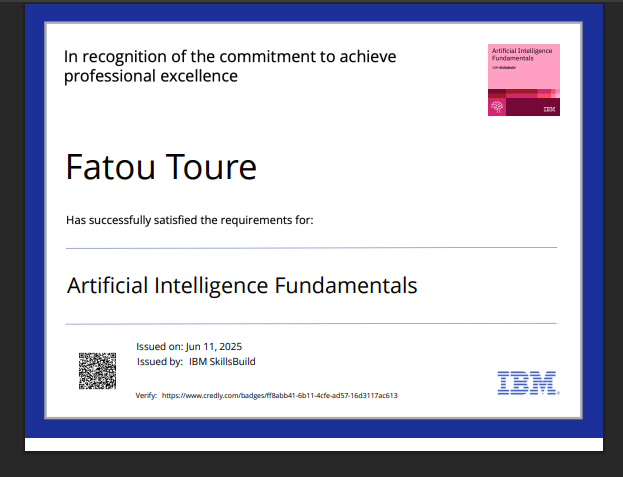 In recognition of the commitment to achieve
professional excellence
Artificial Intelligence
Fundamentals
IBM SkillsBuild
IBM
Fatou Toure
Has successfully satisfied the requirements for:
Artificial Intelligence Fundamentals
Issued on: Jun 11, 2025
Issued by: IBM SkillsBuild
Verify: https://www.credly.com/badges/ff8abb41-6b11-4cfe-ad57-16d3117ac613
IBM